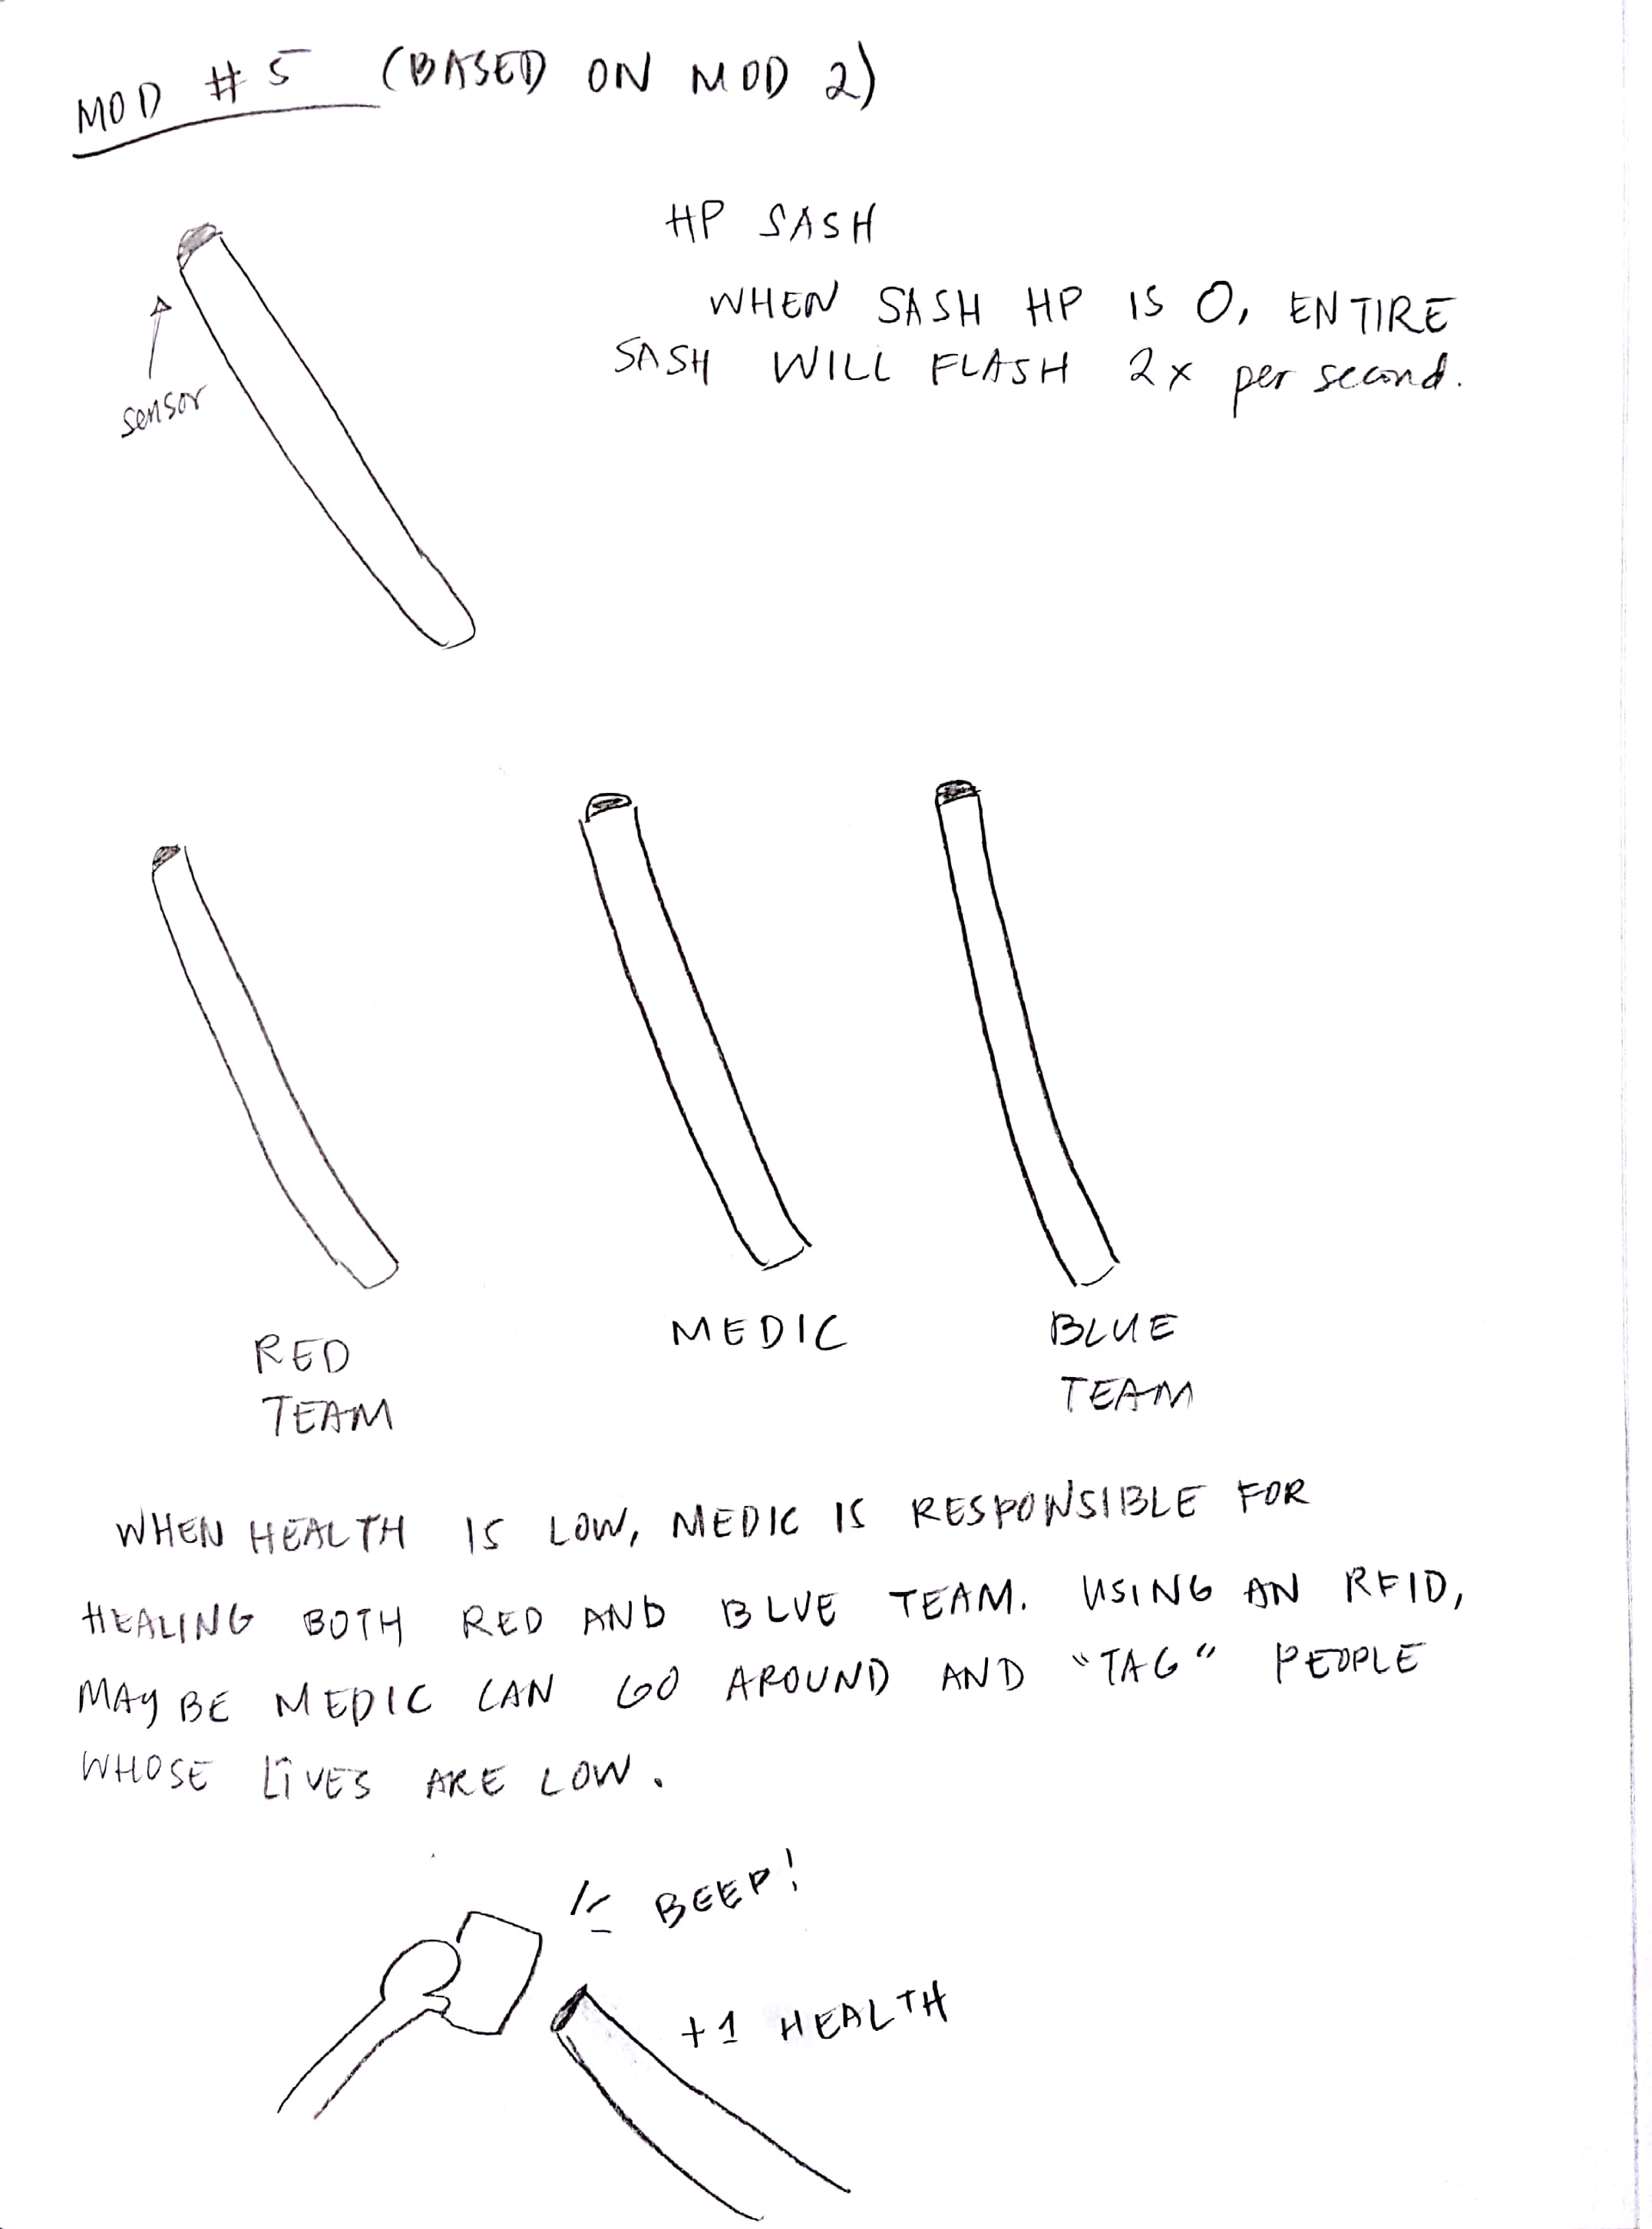 MOD #5 (BASED ON MOD 2)
HP SASH
WHEN SASH HP IS 0, ENTIRE
SASH WILL FLASH 2x per second.
sensor
RED
TEAM
MEDIC
BLUE
TEAM
WHEN HEALTH IS LOW, MEDIC IS RESPONSIBLE FOR
HEALING BOTH RED AND BLUE TEAM. USING AN RFID,
MAYBE MEDIC CAN GO AROUND AND "TAG" PEOPLE
WHOSE LIVES ARE LOW.
BEEP!
+1 HEALTH